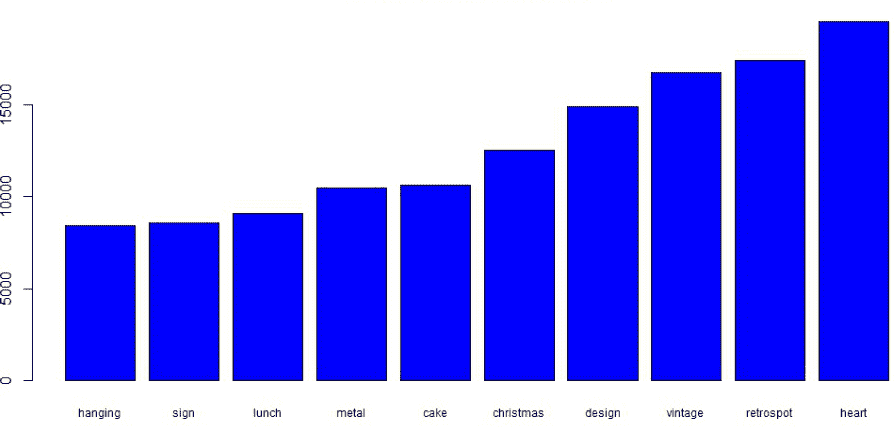 15000
10000
5000
0
hanging sign lunch metal cake christmas design vintage retrospot heart